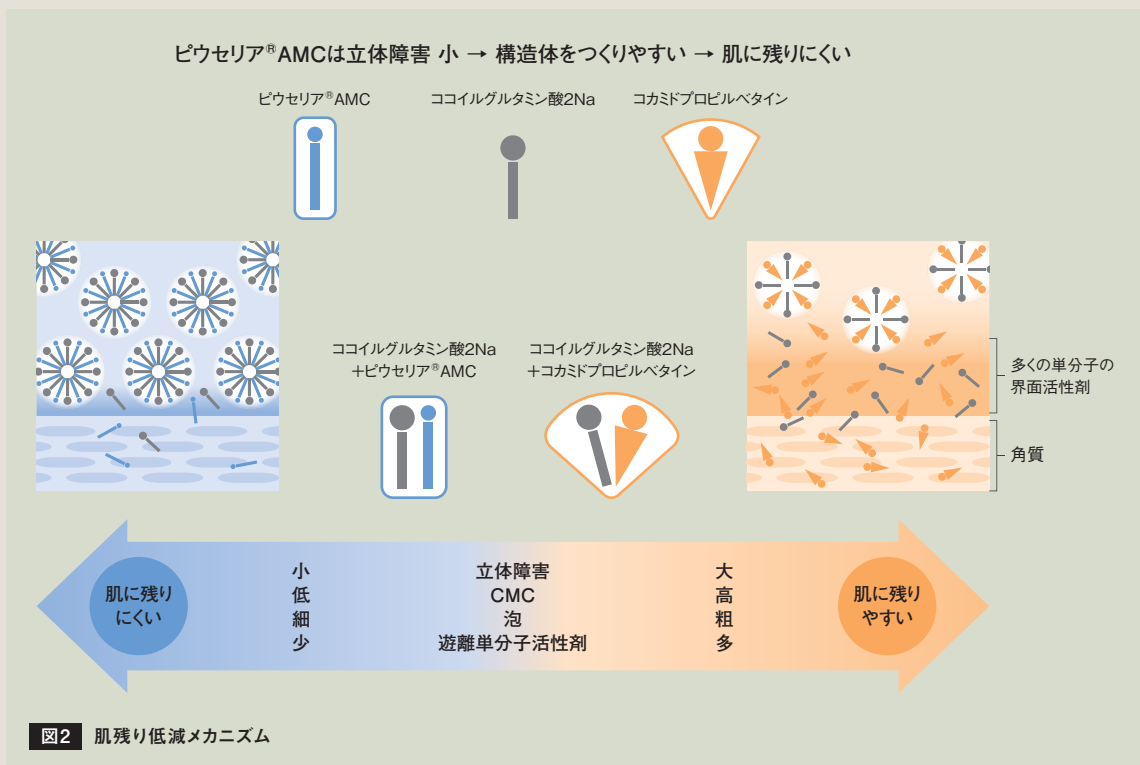 ピウセリア®AMCは立体障害 小 → 構造体をつくりやすい → 肌に残りにくい
ピウセリア®AMC
ココイルグルタミン酸2Na
コカミドプロピルベタイン
ココイルグルタミン酸2Na
+ピウセリア®AMC
ココイルグルタミン酸2Na
+コカミドプロピルベタイン
多くの単分子の
界面活性剤
角質
肌に残り
にくい
小 立体障害 大
低 CMC 高
細 泡 粗
少 遊離単分子活性剤 多
肌に残り
やすい
図2 肌残り低減メカニズム